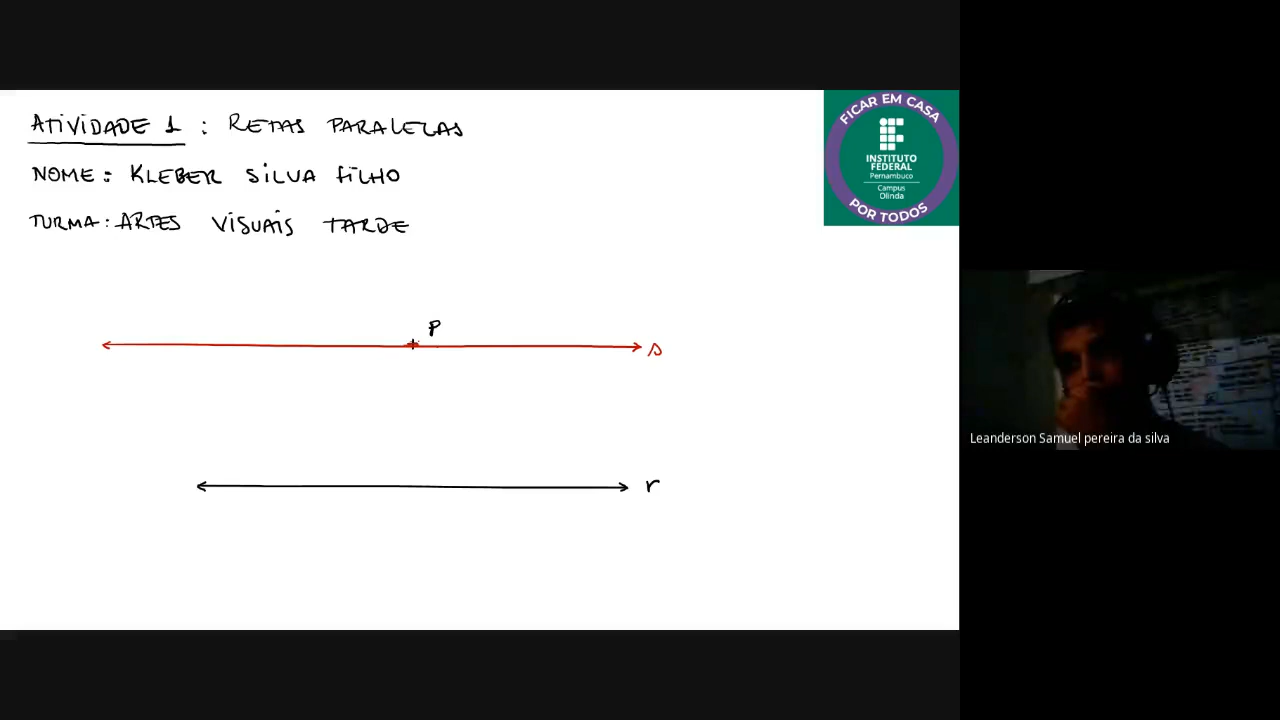 ATIVIDADE 1 : RETAS PARALELAS
NOME: KLEBER SILVA FILHO
TURMA: ARTES VISUAIS TARDE
FICAR EM CASA
INSTITUTO
FEDERAL
Pernambuco
Campus
Olinda
POR TODOS
P
s
r
Leanderson Samuel pereira da silva